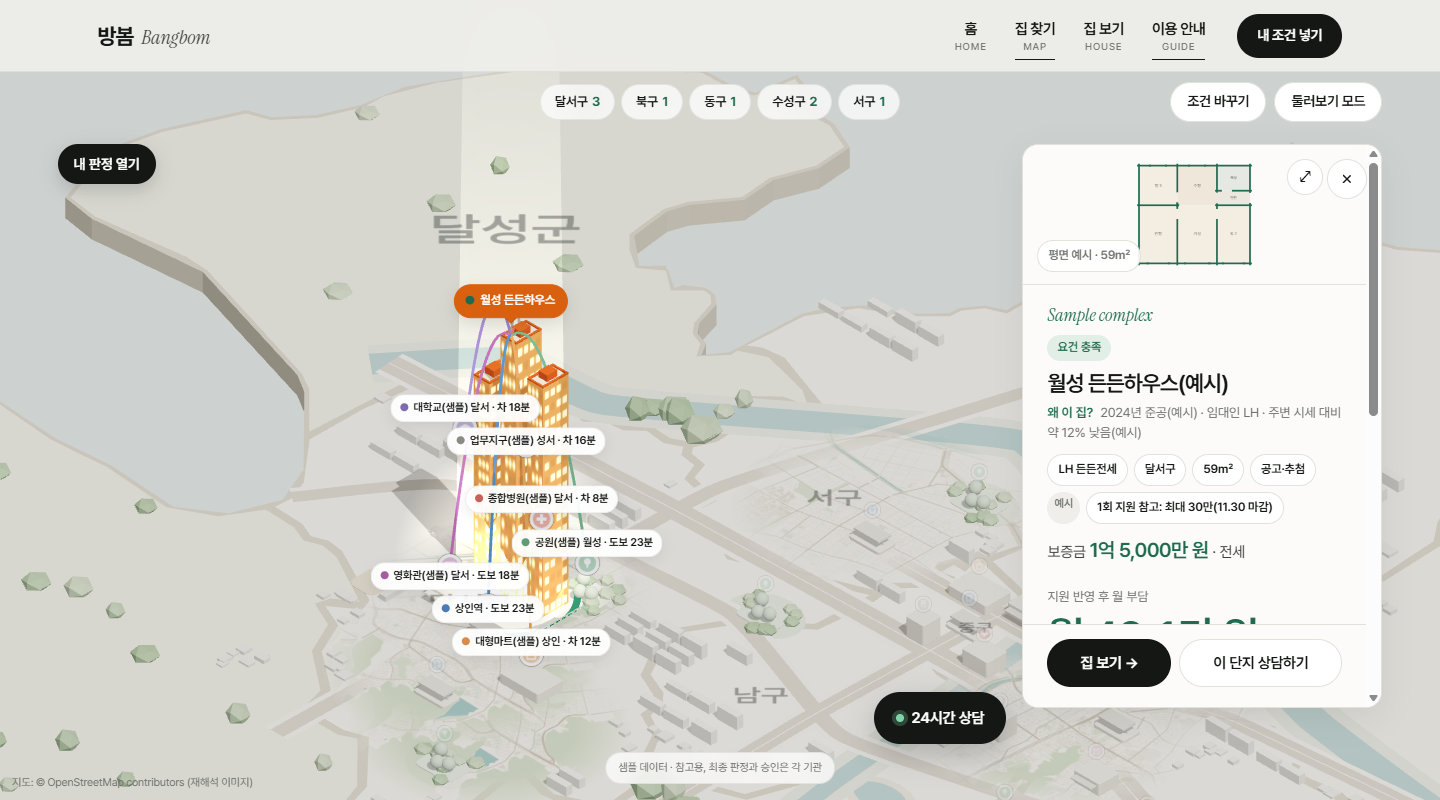 방봄 Bangbom
홈
HOME
집 찾기
MAP
집 보기
HOUSE
이용 안내
GUIDE
내 조건 넣기
달서구 3
북구 1
동구 1
수성구 2
서구 1
조건 바꾸기
둘러보기 모드
내 판정 열기
달성군
월성 든든하우스
대학교(샘플) 달서 · 차 18분
업무지구(샘플) 성서 · 차 16분
종합병원(샘플) 달서 · 차 8분
공원(샘플) 월성 · 도보 23분
영화관(샘플) 달서 · 도보 18분
상인역 · 도보 23분
대형마트(샘플) 상인 · 차 12분
서구
중구
남구
평면 예시 · 59m²
Sample complex
요건 충족
월성 든든하우스(예시)
왜 이 집? 2024년 준공(예시) · 임대인 LH · 주변 시세 대비
약 12% 낮음(예시)
LH 든든전세
달서구
59m²
공고·추첨
예시
1회 지원 참고: 최대 30만(11.30 마감)
보증금 1억 5,000만 원 · 전세
지원 반영 후 월 부담
집 보기 →
이 단지 상담하기
24시간 상담
샘플 데이터 · 참고용, 최종 판정과 승인은 각 기관
지도: © OpenStreetMap contributors (재해석 이미지)